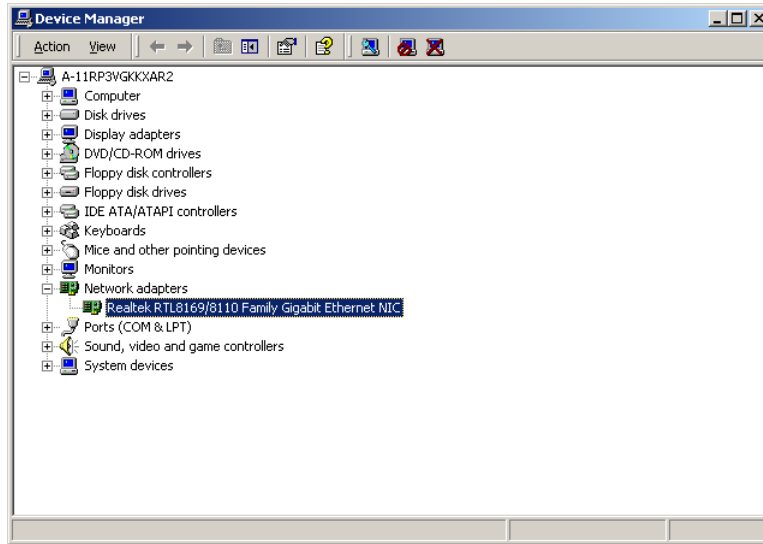 Device Manager
Action View
A-11RP3VGKKXAR2
Computer
Disk drives
Display adapters
DVD/CD-ROM drives
Floppy disk controllers
Floppy disk drives
IDE ATA/ATAPI controllers
Keyboards
Mice and other pointing devices
Monitors
Network adapters
Realtek RTL8169/8110 Family Gigabit Ethernet NIC
Ports (COM & LPT)
Sound, video and game controllers
System devices